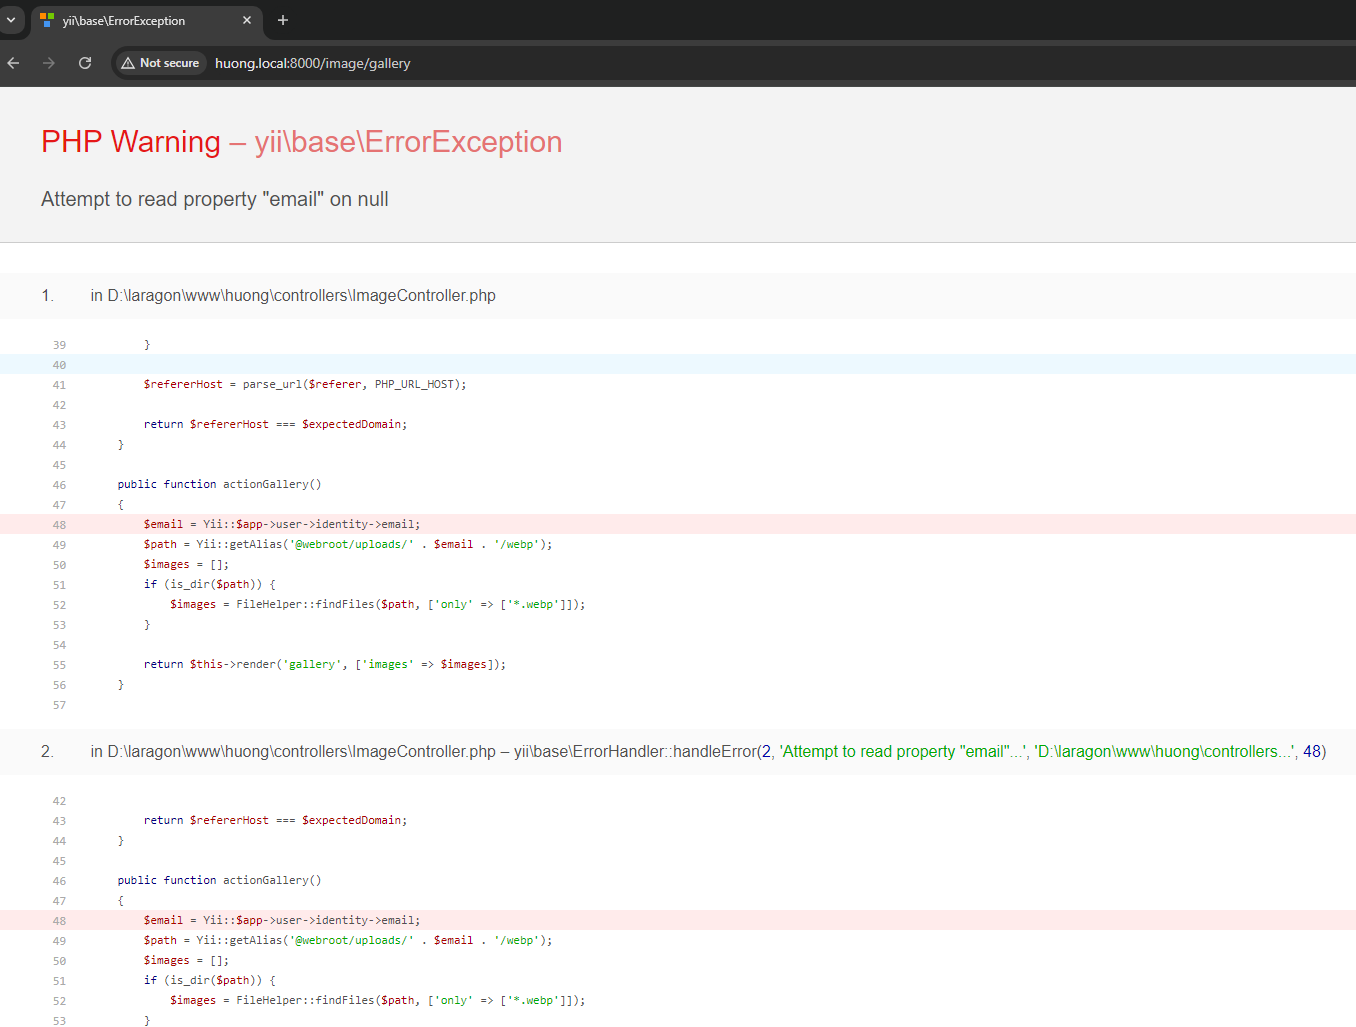 yii\base\ErrorException
Not secure huong.local:8000/image/gallery
PHP Warning – yii\base\ErrorException
Attempt to read property "email" on null
1. in D:\laragon\www\huong\controllers\ImageController.php
39 }
40
41 $refererHost = parse_url($referer, PHP_URL_HOST);
42
43 return $refererHost === $expectedDomain;
44 }
45
46 public function actionGallery()
47 {
48 $email = Yii::$app->user->identity->email;
49 $path = Yii::getAlias('@webroot/uploads/' . $email . '/webp');
50 $images = [];
51 if (is_dir($path)) {
52 $images = FileHelper::findFiles($path, ['only' => ['*.webp']]);
53 }
54
55 return $this->render('gallery', ['images' => $images]);
56 }
57
2. in D:\laragon\www\huong\controllers\ImageController.php – yii\base\ErrorHandler::handleError(2, 'Attempt to read property "email"...', 'D:\laragon\www\huong\controllers...', 48)
42
43 return $refererHost === $expectedDomain;
44 }
45
46 public function actionGallery()
47 {
48 $email = Yii::$app->user->identity->email;
49 $path = Yii::getAlias('@webroot/uploads/' . $email . '/webp');
50 $images = [];
51 if (is_dir($path)) {
52 $images = FileHelper::findFiles($path, ['only' => ['*.webp']]);
53 }